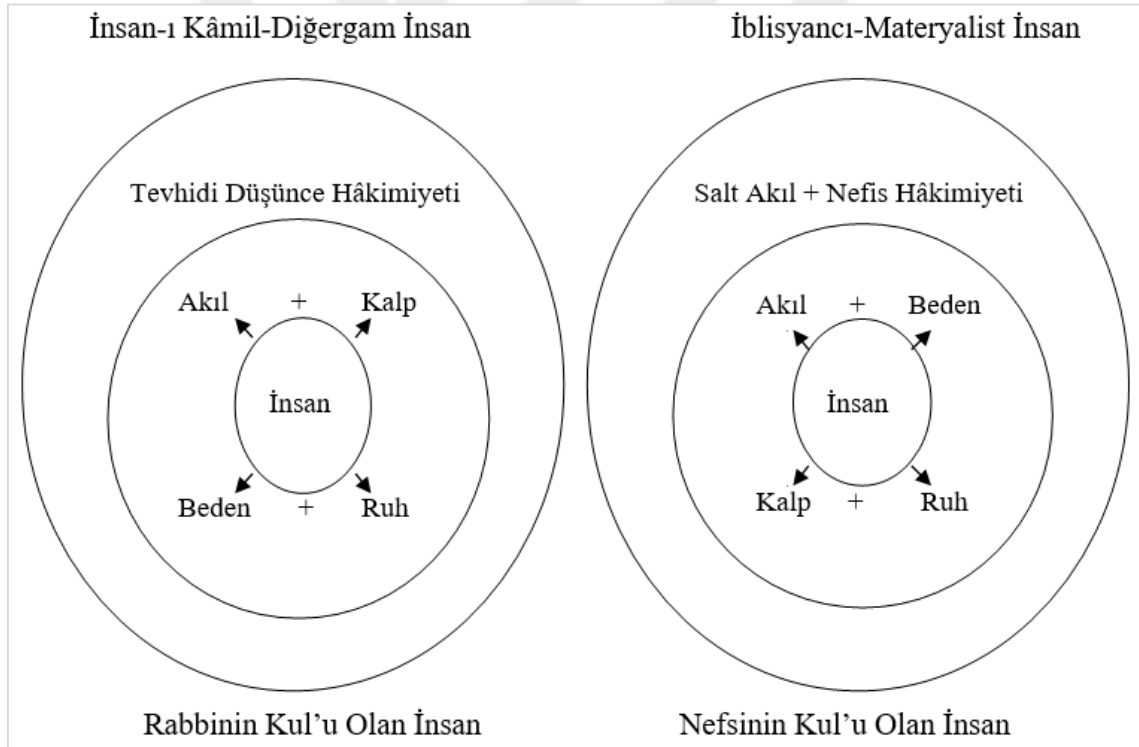 İnsan-ı Kâmil-Diğergam İnsan
Tevhidi Düşünce Hâkimiyeti
Akıl + Kalp
İnsan
Beden + Ruh
Rabbinin Kul’u Olan İnsan
İblisyancı-Materyalist İnsan
Salt Akıl + Nefis Hâkimiyeti
Akıl + Beden
İnsan
Kalp + Ruh
Nefsinin Kul’u Olan İnsan